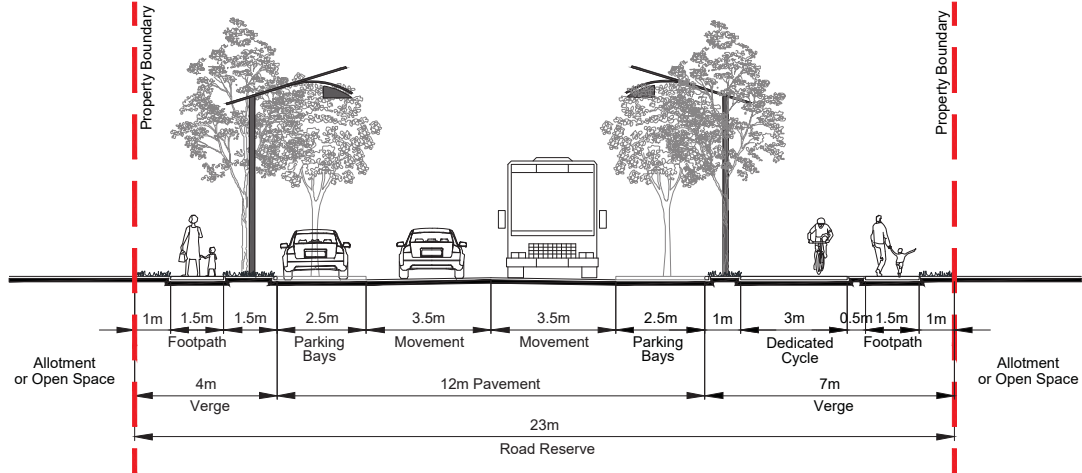 Property Boundary
Property Boundary
1m 1.5m 1.5m 2.5m 3.5m 3.5m 2.5m 1m 3m 0.5m 1.5m 1m
Footpath Parking Movement Movement Parking Dedicated Footpath
Bays Bays Cycle
Allotment
or Open Space
Allotment
or Open Space
4m 12m Pavement 7m
Verge Verge
23m
Road Reserve